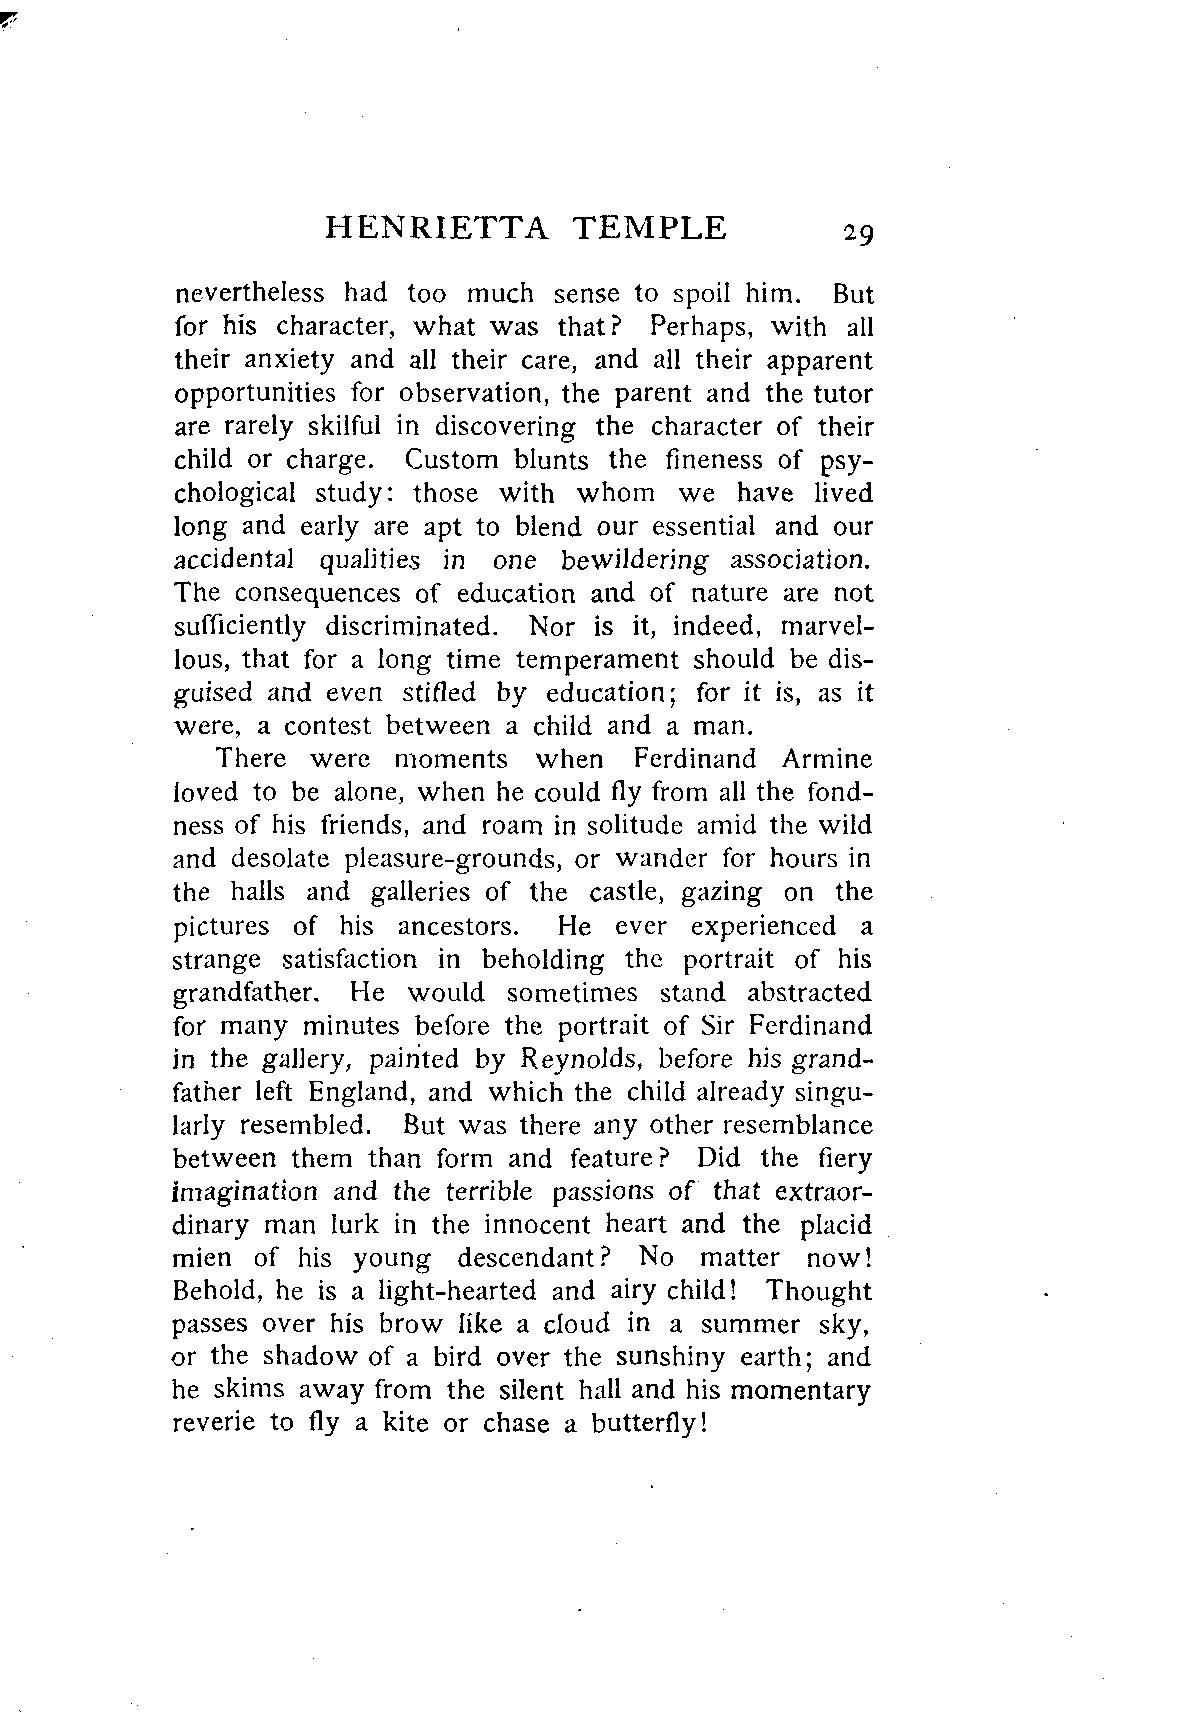 HENRIETTA TEMPLE 29
nevertheless had too much sense to spoil him. But
for his character, what was that? Perhaps, with all
their anxiety and all their care, and all their apparent
opportunities for observation, the parent and the tutor
are rarely skilful in discovering the character of their
child or charge. Custom blunts the fineness of psy-
chological study: those with whom we have lived
long and early are apt to blend our essential and our
accidental qualities in one bewildering association.
The consequences of education and of nature are not
sufficiently discriminated. Nor is it, indeed, marvel-
lous, that for a long time temperament should be dis-
guised and even stifled by education; for it is, as it
were, a contest between a child and a man.
There were moments when Ferdinand Armine
loved to be alone, when he could fly from all the fond-
ness of his friends, and roam in solitude amid the wild
and desolate pleasure-grounds, or wander for hours in
the halls and galleries of the castle, gazing on the
pictures of his ancestors. He ever experienced a
strange satisfaction in beholding the portrait of his
grandfather. He would sometimes stand abstracted
for many minutes before the portrait of Sir Ferdinand
in the gallery, painted by Reynolds, before his grand-
father left England, and which the child already singu-
larly resembled. But was there any other resemblance
between them than form and feature? Did the fiery
imagination and the terrible passions of that extraor-
dinary man lurk in the innocent heart and the placid
mien of his young descendant? No matter now!
Behold, he is a light-hearted and airy child! Thought
passes over his brow like a cloud in a summer sky,
or the shadow of a bird over the sunshiny earth; and
he skims away from the silent hall and his momentary
reverie to fly a kite or chase a butterfly!